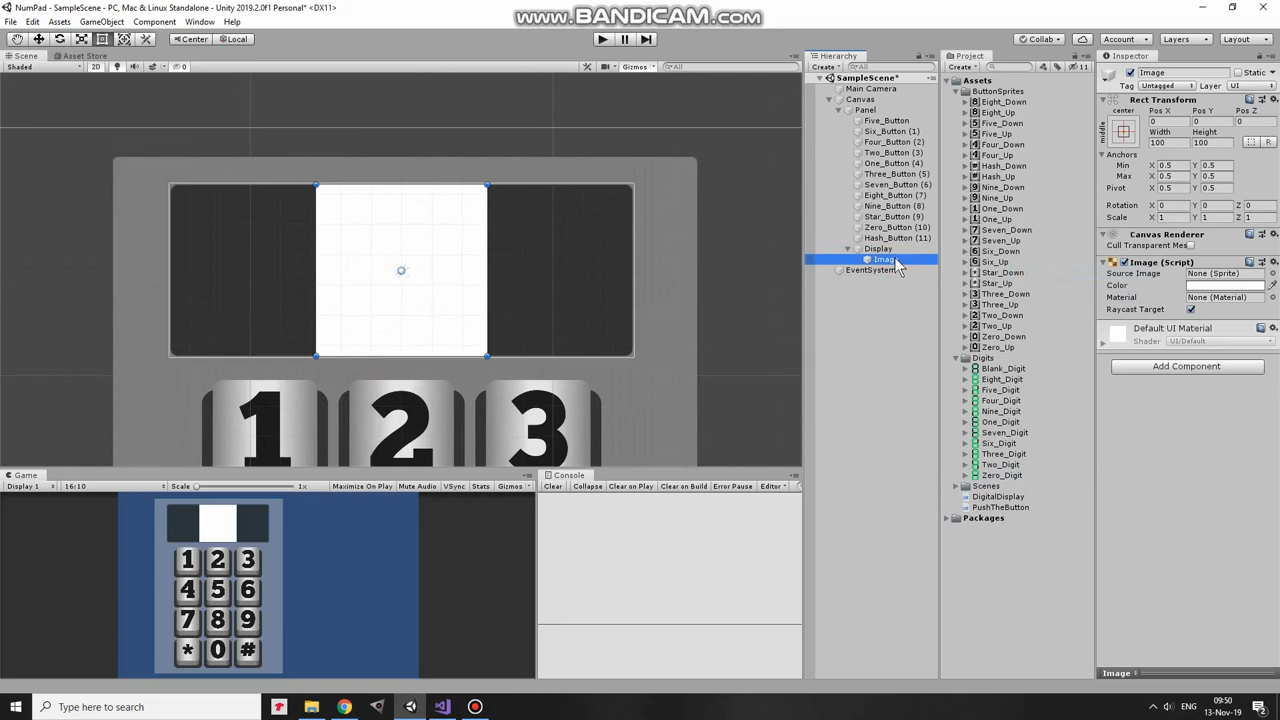 NumPad - SampleScene - PC, Mac & Linux Standalone - Unity 2019.2.0f1 Personal* <DX11>
www.BANDICAM.com
File Edit Assets GameObject Component Window Help
Center Local
Collab Account Layers Layout
Scene Asset Store
Shaded 2D 0 Gizmos All
Hierarchy
Create All
SampleScene*
Main Camera
Canvas
Panel
Five_Button
Six_Button (1)
Four_Button (2)
Two_Button (3)
One_Button (4)
Three_Button (5)
Seven_Button (6)
Eight_Button (7)
Nine_Button (8)
Star_Button (9)
Zero_Button (10)
Hash_Button (11)
Display
Image
EventSystem
Project
Create 11
Assets
ButtonSprites
Eight_Down
Eight_Up
Five_Down
Five_Up
Four_Down
Four_Up
Hash_Down
Hash_Up
Nine_Down
Nine_Up
One_Down
One_Up
Seven_Down
Seven_Up
Six_Down
Six_Up
Star_Down
Star_Up
Three_Down
Three_Up
Two_Down
Two_Up
Zero_Down
Zero_Up
Digits
Blank_Digit
Eight_Digit
Five_Digit
Four_Digit
Nine_Digit
One_Digit
Seven_Digit
Six_Digit
Three_Digit
Two_Digit
Zero_Digit
Scenes
DigitalDisplay
PushTheButton
Packages
Inspector
Image Static
Tag Untagged Layer UI
Rect Transform
center Pos X Pos Y Pos Z
middle 0 0 0
Width Height
100 100 R
Anchors
Min X 0.5 Y 0.5
Max X 0.5 Y 0.5
Pivot X 0.5 Y 0.5
Rotation X 0 Y 0 Z 0
Scale X 1 Y 1 Z 1
Canvas Renderer
Cull Transparent Mes
Image (Script)
Source Image None (Sprite)
Color
Material None (Material)
Raycast Target
Default UI Material
Shader UI/Default
Add Component
Image
1 2 3
Game
Display 1 16:10 Scale 1x Maximize On Play Mute Audio VSync Stats Gizmos
1 2 3
4 5 6
7 8 9
* 0 #
Console
Clear Collapse Clear on Play Clear on Build Error Pause Editor
Type here to search
09:50
13-Nov-19
2